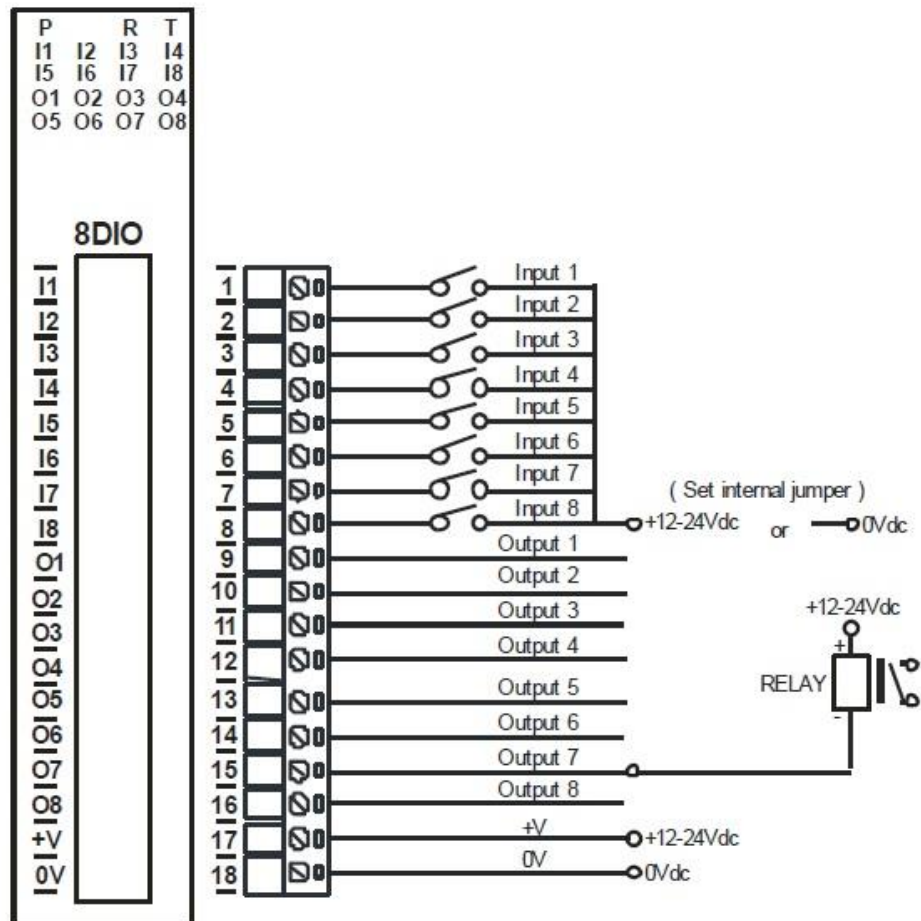 P R T
I1 I2 I3 I4
I5 I6 I7 I8
O1 O2 O3 O4
O5 O6 O7 O8
8DIO
I1 1 Input 1
I2 2 Input 2
I3 3 Input 3
I4 4 Input 4
I5 5 Input 5
I6 6 Input 6
I7 7 Input 7
( Set internal jumper )
I8 8 Input 8 +12-24Vdc or 0Vdc
O1 9 Output 1
O2 10 Output 2
O3 11 Output 3
+12-24Vdc
O4 12 Output 4
+
O5 13 Output 5
RELAY
-
O6 14 Output 6
O7 15 Output 7
O8 16 Output 8
+V 17 +V +12-24Vdc
0V 18 0V 0Vdc